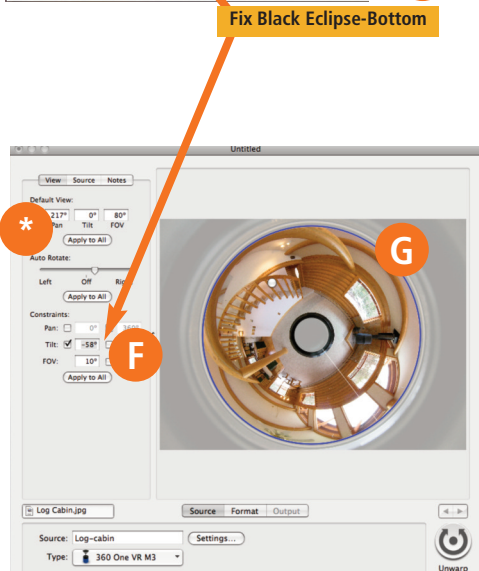 Fix Black Eclipse-Bottom
Untitled
View Source Notes
Default View:
217° 0° 80°
Pan Tilt FOV
*
Apply to All
G
Auto Rotate:
Left Off
Apply to All
Constraints:
Pan: 0°
Tilt: -58°
F
FOV: 10°
Apply to All
Log Cabin.jpg
Source Format Output
Source: Log-cabin Settings...
Type: 360 One VR M3
Unwarp